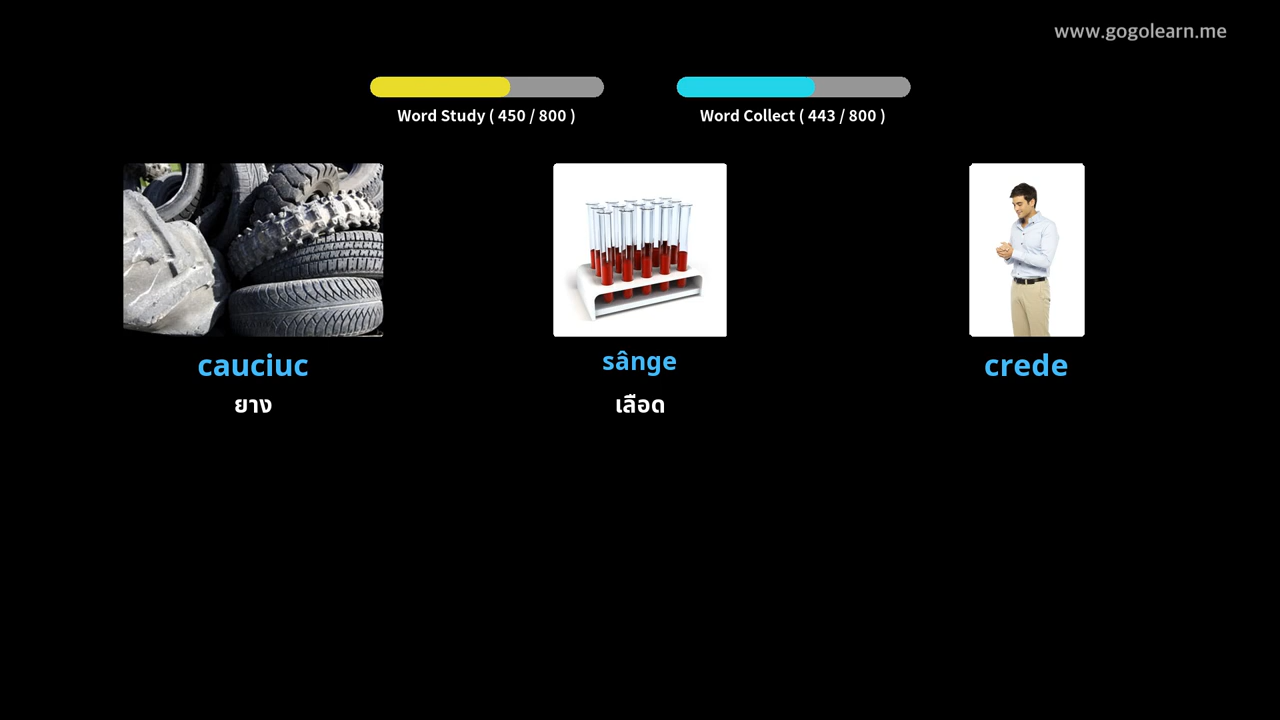 www.gogolearn.me
Word Study ( 450 / 800 )
Word Collect ( 443 / 800 )
cauciuc
ยาง
sânge
เลือด
crede